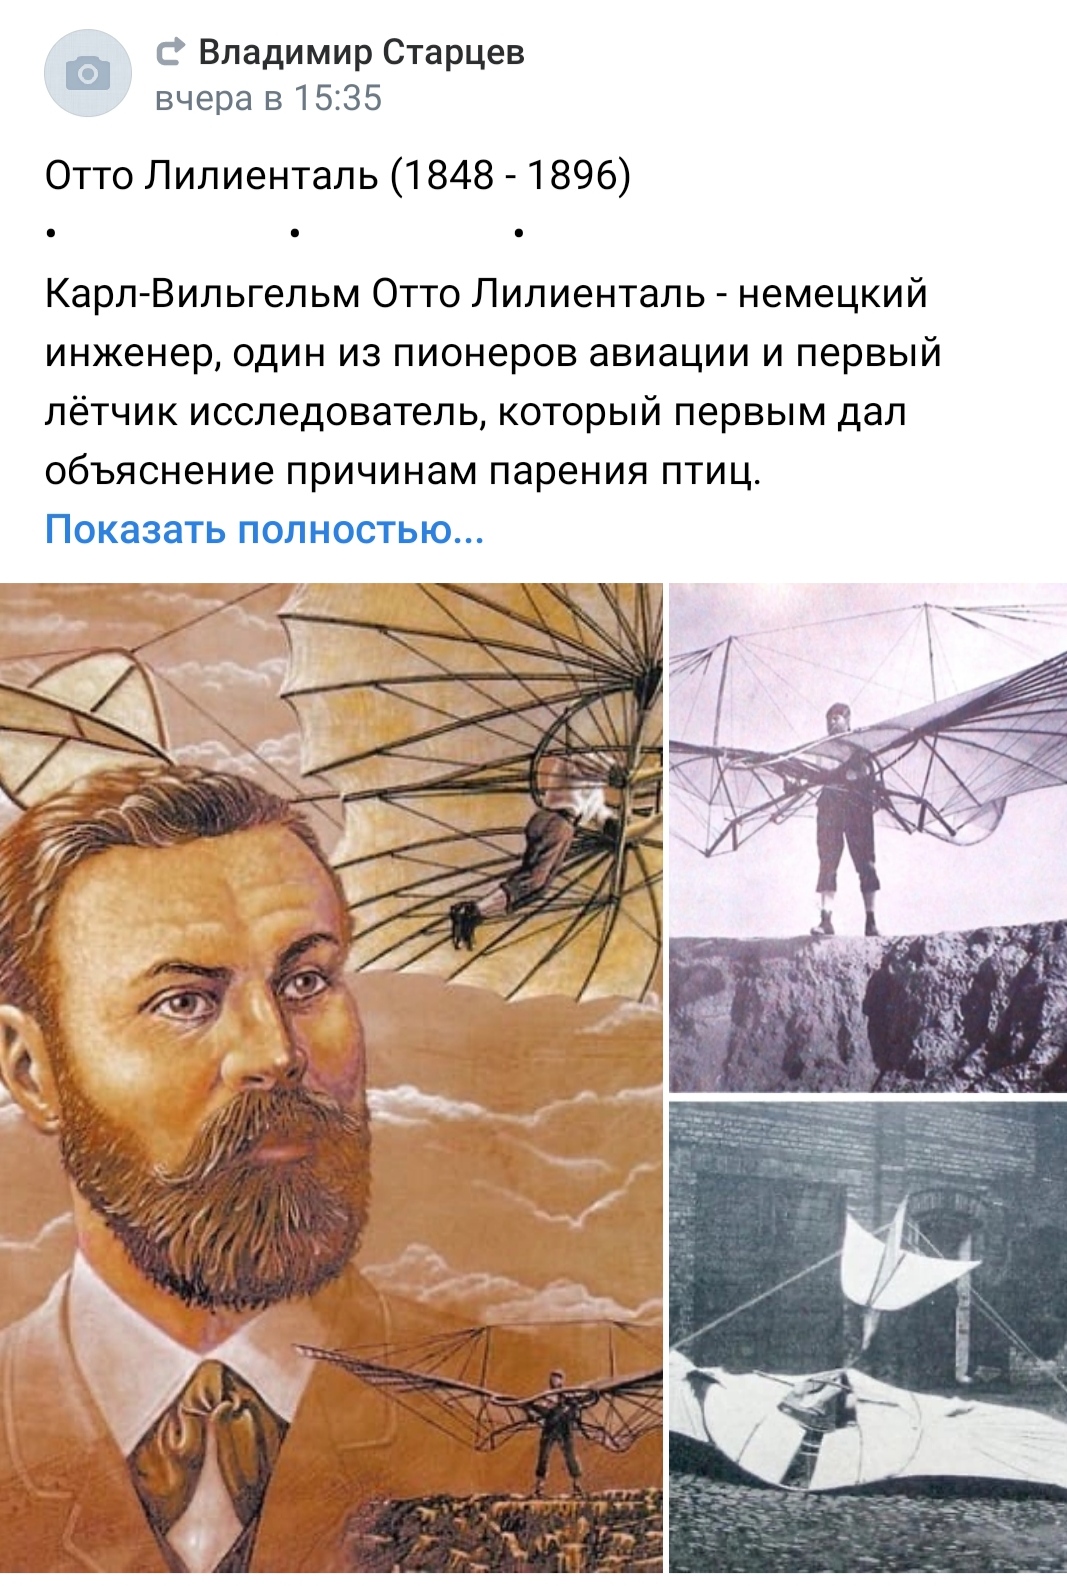 Владимир Старцев
вчера в 15:35
Отто Лилиенталь (1848 - 1896)
• • •
Карл-Вильгельм Отто Лилиенталь - немецкий
инженер, один из пионеров авиации и первый
лётчик исследователь, который первым дал
объяснение причинам парения птиц.
Показать полностью...